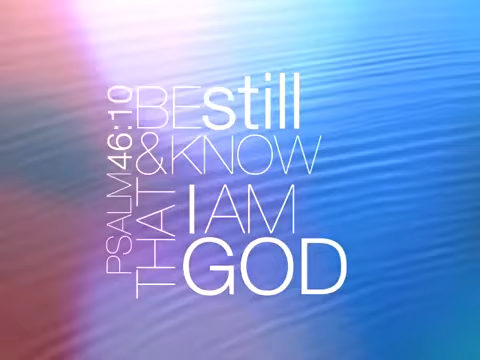 PSALM 46:10
BE still
& KNOW
THAT
I AM
GOD